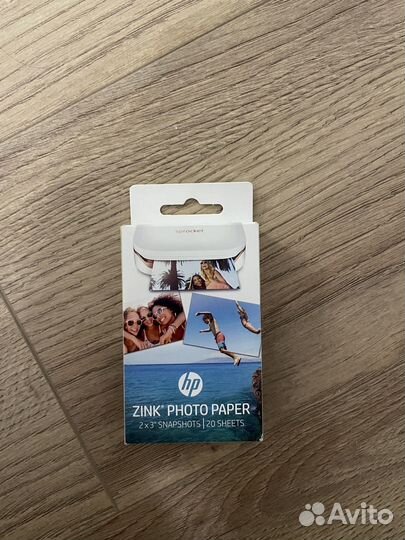 sprocket
hp
ZINK® PHOTO PAPER
2 x 3" SNAPSHOTS | 20 SHEETS
Avito